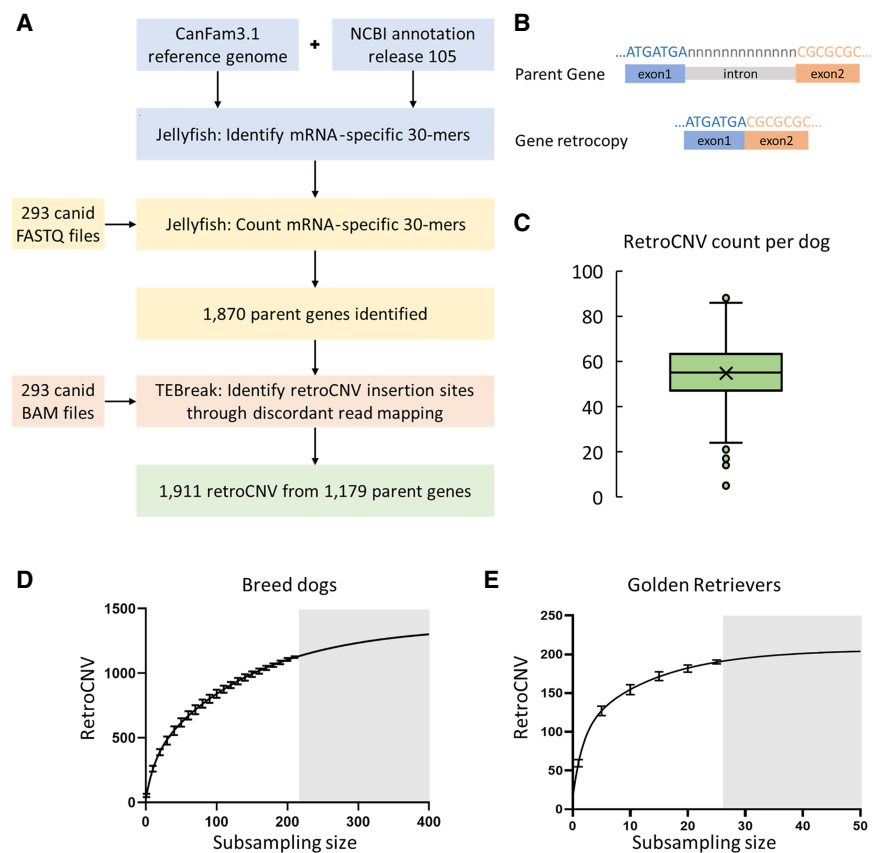 A
CanFam3.1
reference genome
+
NCBI annotation
release 105
Jellyfish: Identify mRNA-specific 30-mers
293 canid
FASTQ files
Jellyfish: Count mRNA-specific 30-mers
1,870 parent genes identified
293 canid
BAM files
TEBreak: Identify retroCNV insertion sites
through discordant read mapping
1,911 retroCNV from 1,179 parent genes
B
...ATGATGAnnnnnnnnnnnnnCGCGCGC...
Parent Gene
exon1 intron exon2
...ATGATGACGCGCGC...
Gene retrocopy
exon1 exon2
C
RetroCNV count per dog
100
80
60
40
20
0
D
Breed dogs
RetroCNV
1500
1000
500
0
0 100 200 300 400
Subsampling size
E
Golden Retrievers
RetroCNV
250
200
150
100
50
0
0 10 20 30 40 50
Subsampling size